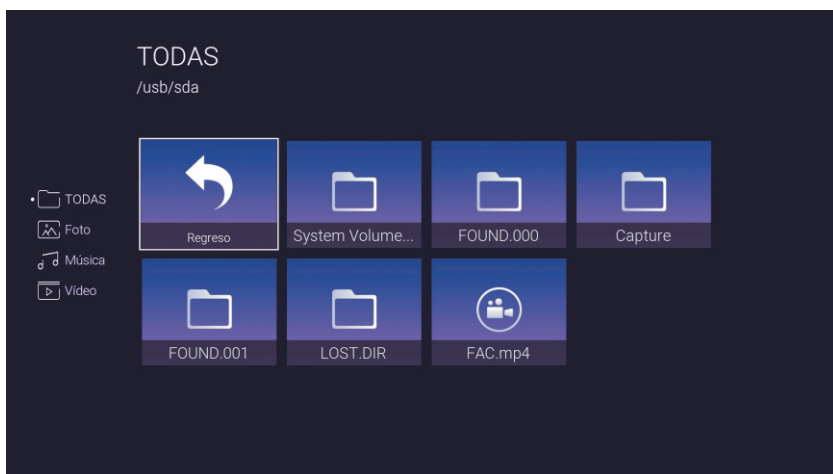 TODAS
/usb/sda
TODAS
Foto
Música
Vídeo
Regreso
System Volume...
FOUND.000
Capture
FOUND.001
LOST.DIR
FAC.mp4